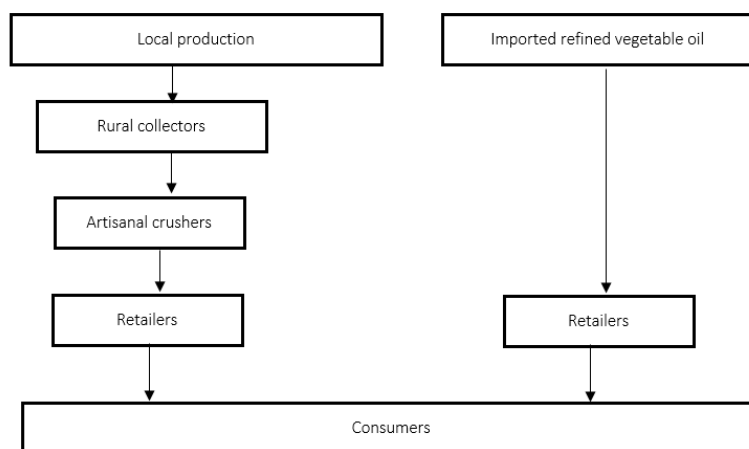 Local production
Imported refined vegetable oil
Rural collectors
Artisanal crushers
Retailers
Retailers
Consumers